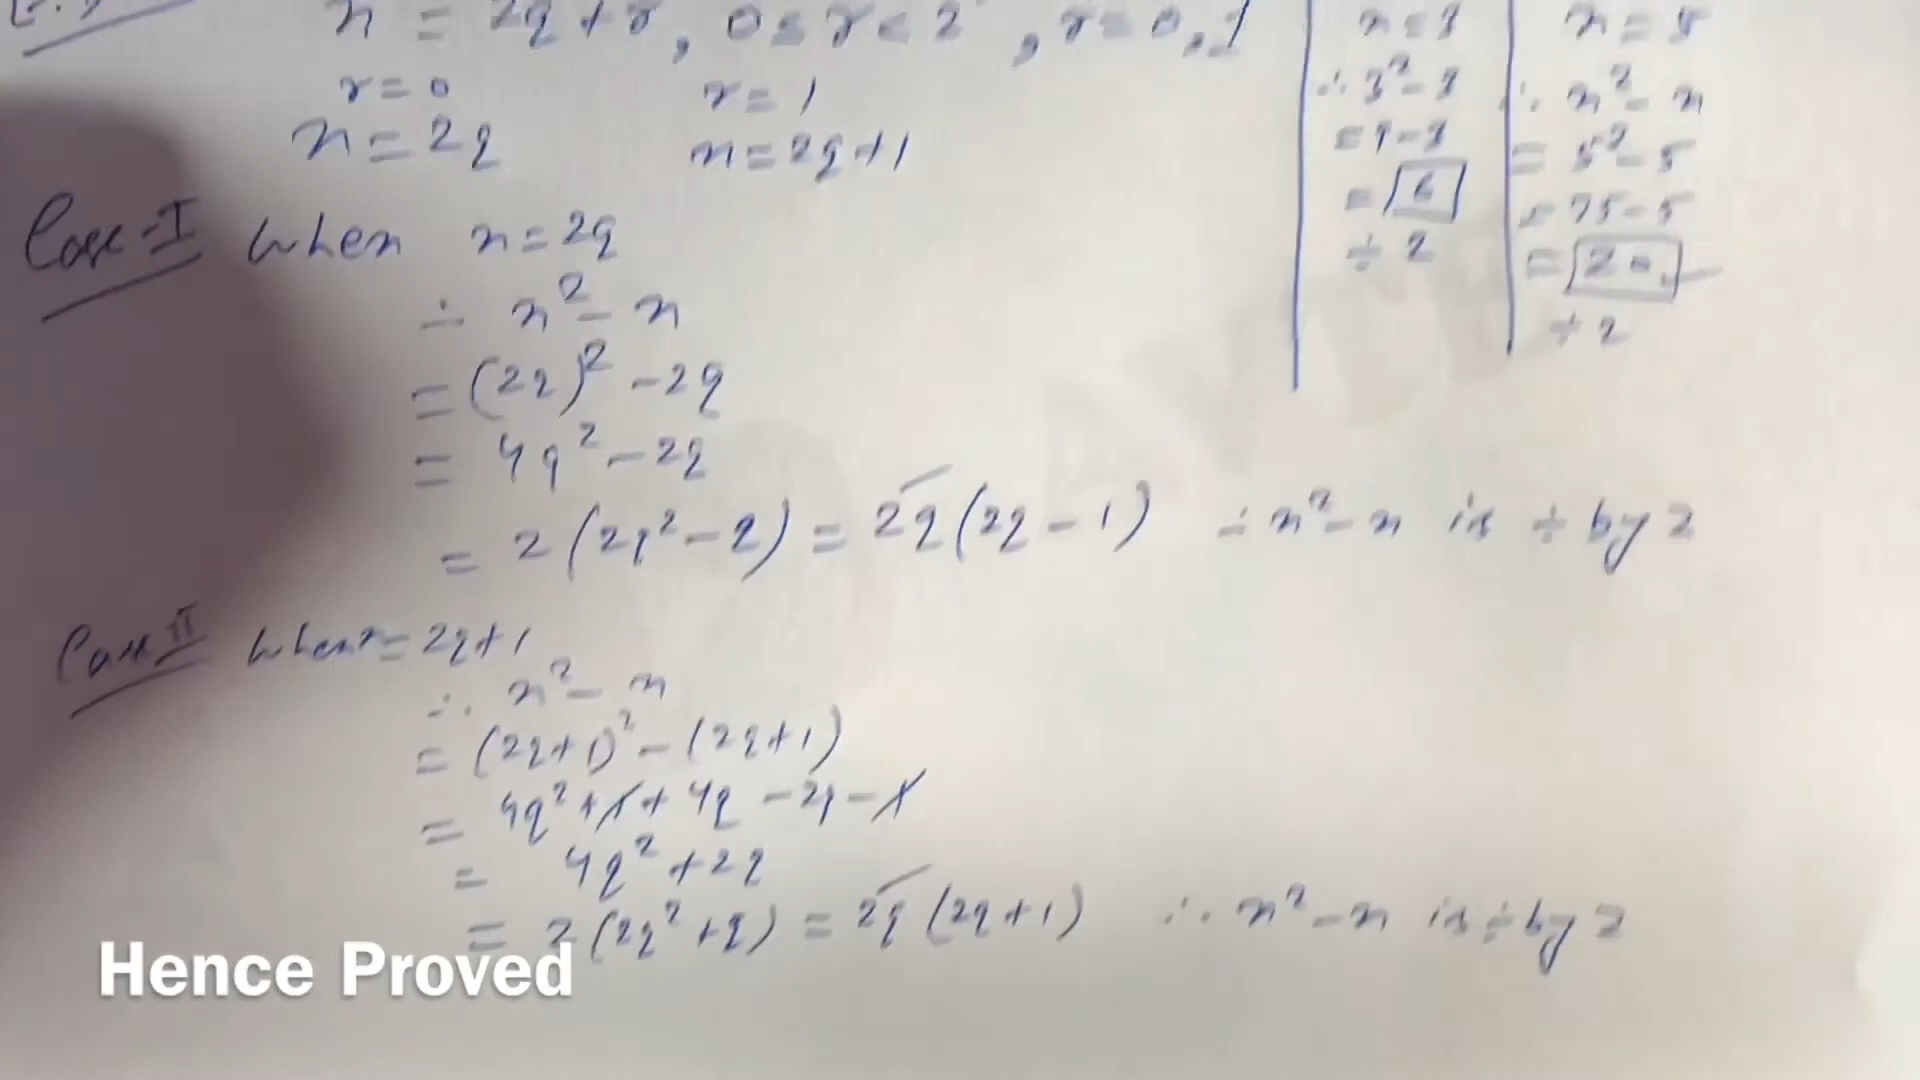 n = 2q + r, 0 ≤ r < 2, r = 0, 1
r = 0 r = 1
n = 2q n = 2q + 1
Case-I when n = 2q
∴ n² - n
= (2q)² - 2q
= 4q² - 2q
= 2(2q² - q) = 2q(2q - 1) ∴ n² - n is ÷ by 2
Case II when n = 2q + 1
∴ n² - n
= (2q + 1)² - (2q + 1)
= 4q² + 1 + 4q - 2q - 1
= 4q² + 2q
= 2(2q² + q) = 2q(2q + 1) ∴ n² - n is ÷ by 2
n = 3
∴ 3² - 3
= 9 - 3
= 6
÷ 2
n = 5
∴ n² - n
= 5² - 5
= 25 - 5
= 20
÷ 2
Hence Proved